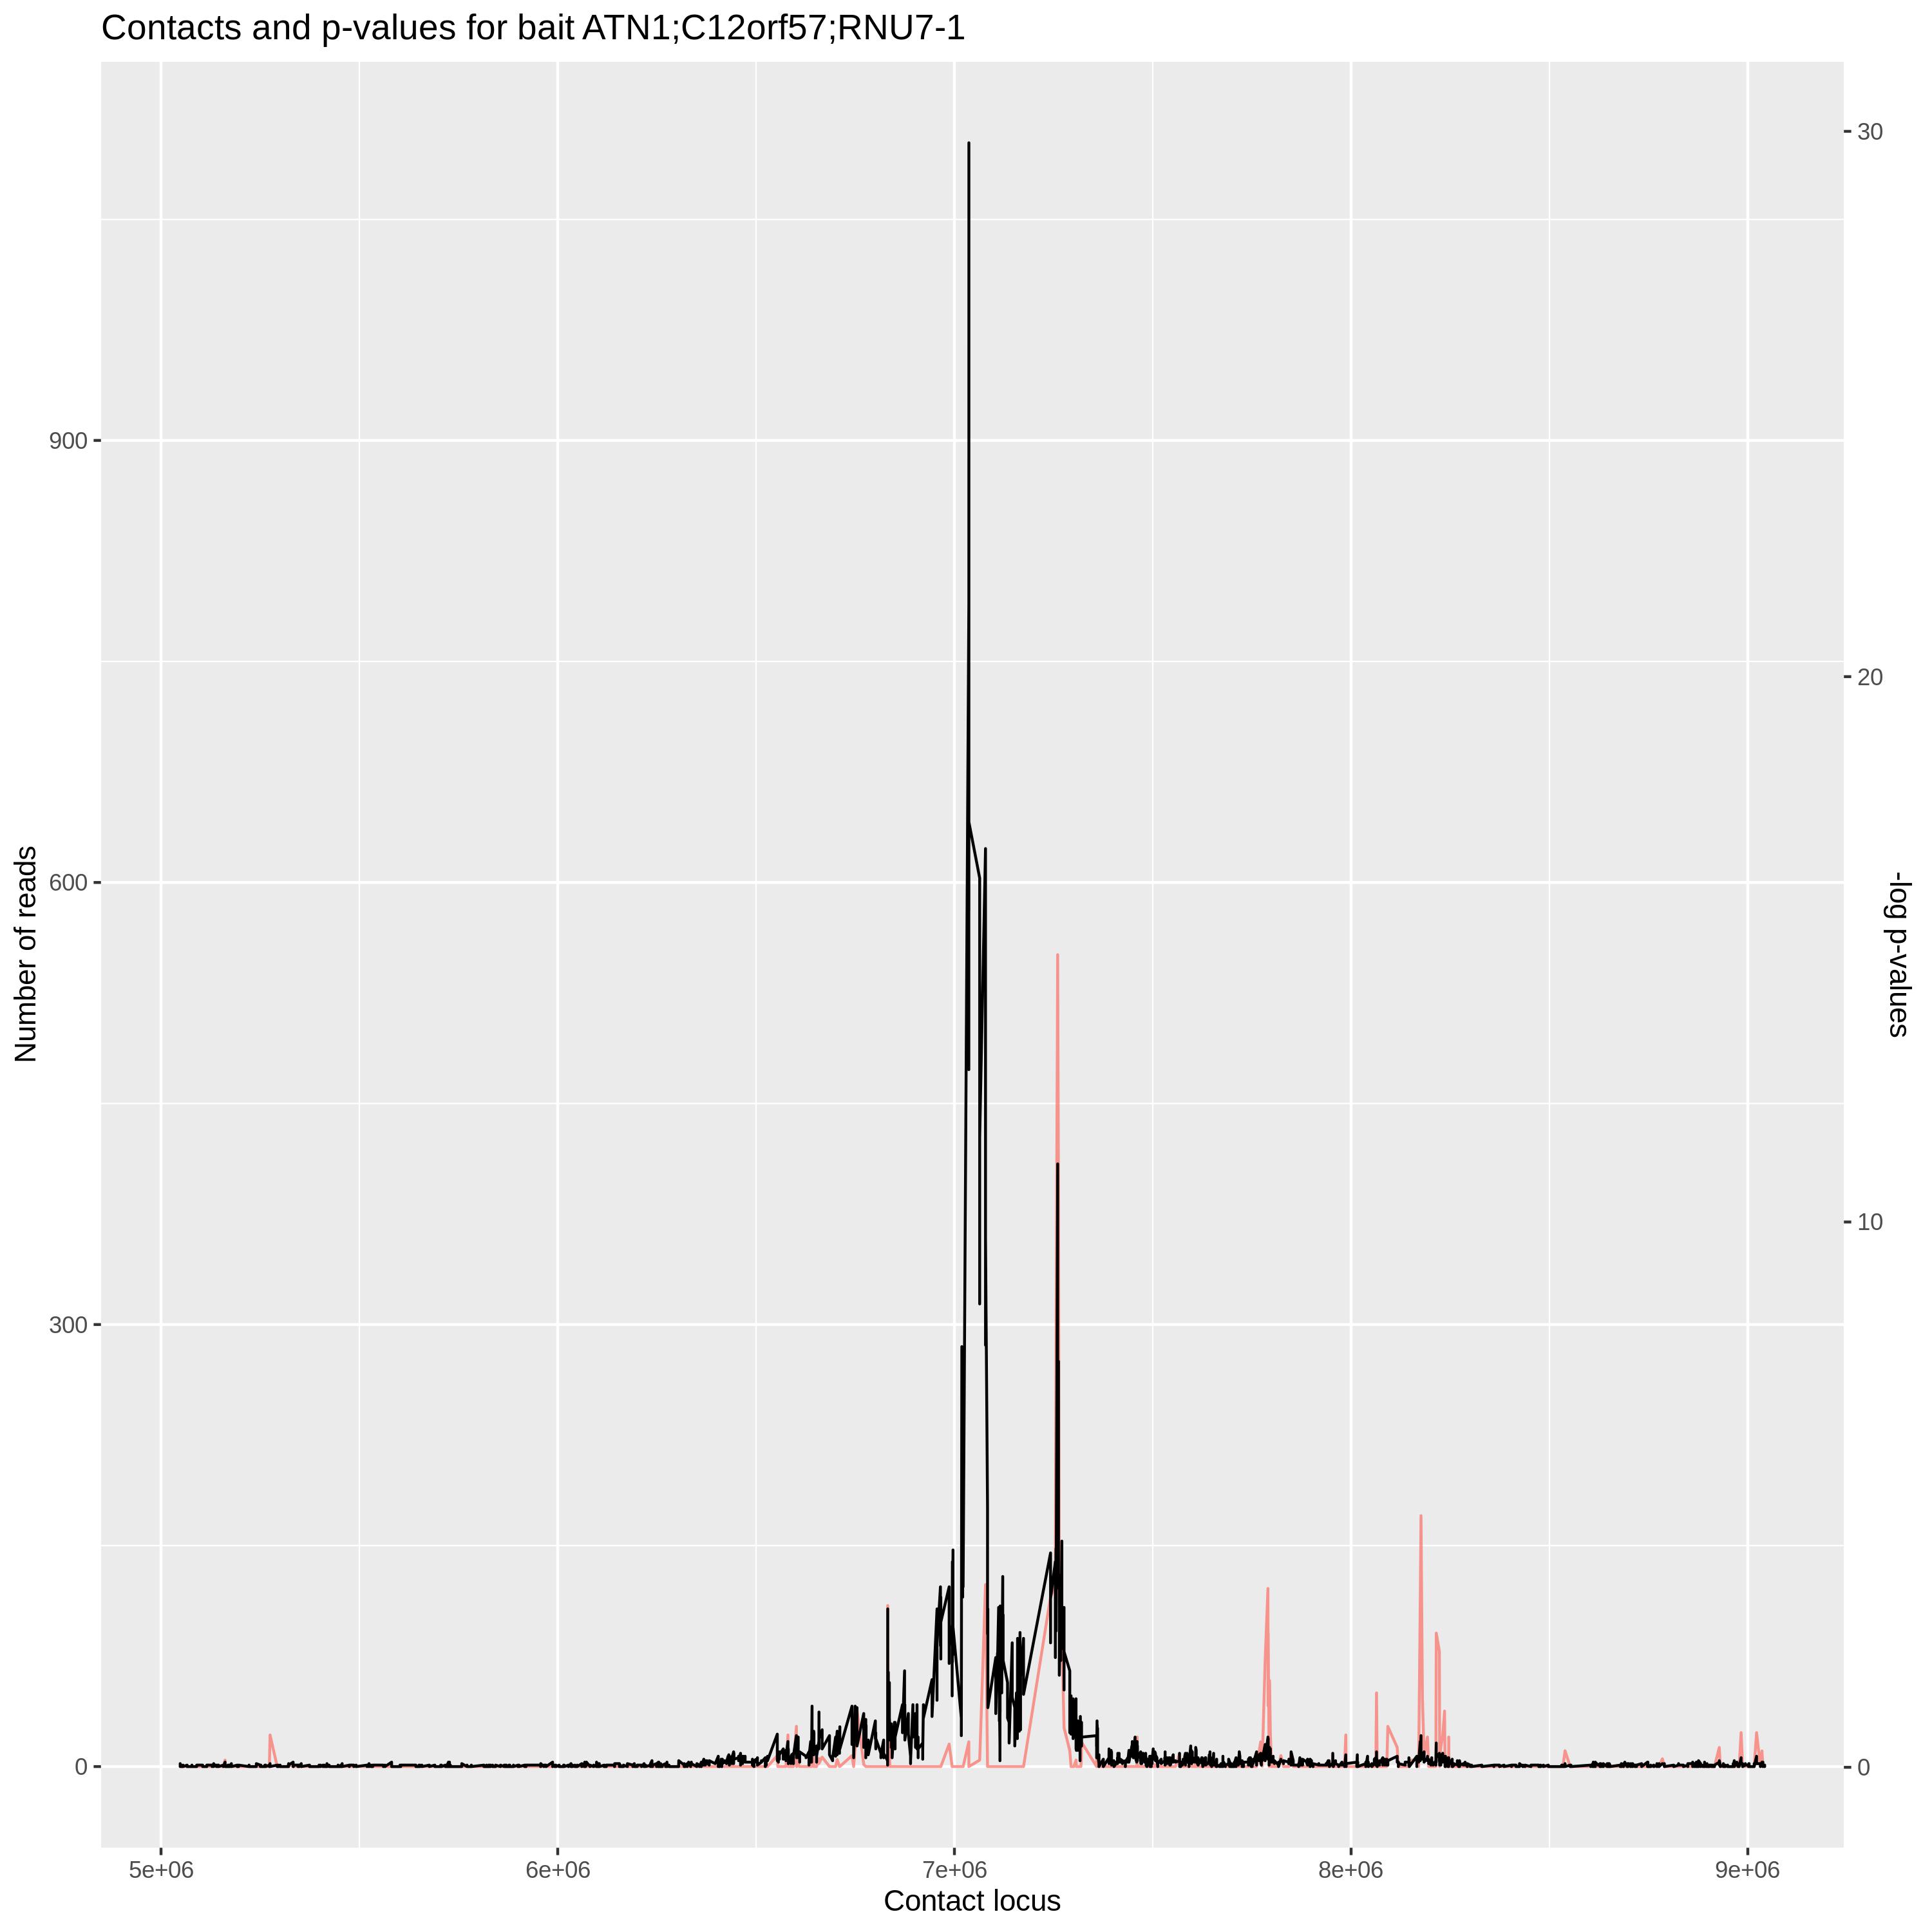 Contacts and p-values for bait ATN1;C12orf57;RNU7-1
Number of reads
900
600
300
0
30
20
10
0
-log p-values
5e+06
6e+06
7e+06
8e+06
9e+06
Contact locus